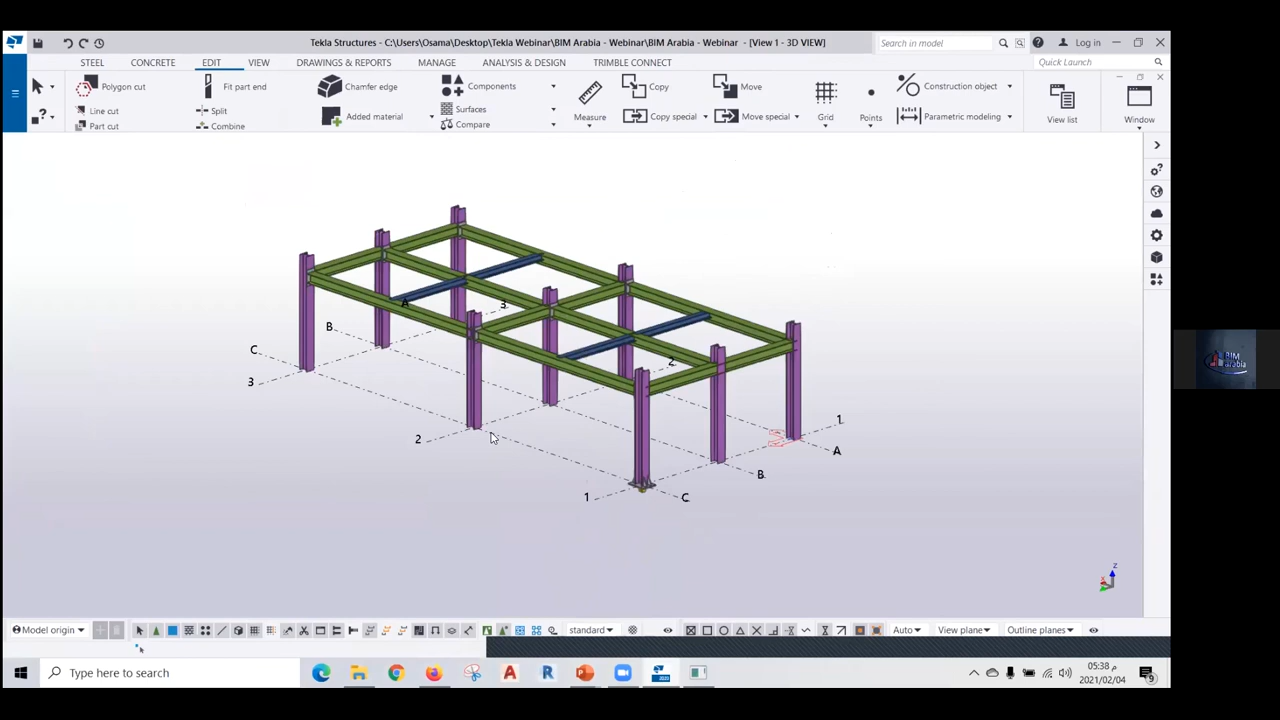 Tekla Structures - C:\Users\Osama\Desktop\Tekla Webinar\BIM Arabia - Webinar\BIM Arabia - Webinar - [View 1 - 3D VIEW]
Search in model
Log in
STEEL CONCRETE EDIT VIEW DRAWINGS & REPORTS MANAGE ANALYSIS & DESIGN TRIMBLE CONNECT
Quick Launch
Polygon cut
Fit part end
Chamfer edge
Components
Copy
Move
Construction object
Line cut
Split
Added material
Surfaces
Measure
Copy special
Move special
Grid
Points
Parametric modeling
View list
Window
Part cut
Combine
Compare
A
3
B
C
3
2
2
1
A
B
1
C
z
x
BIM
arabia
Model origin
standard
Auto
View plane
Outline planes
Type here to search
2021
05:38 م
2021/02/04
9